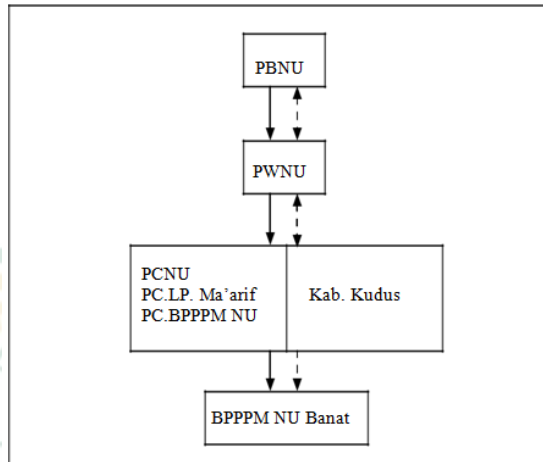 PBNU
PWNU
PCNU
PC.LP. Ma’arif
PC.BPPPM NU
Kab. Kudus
BPPPM NU Banat